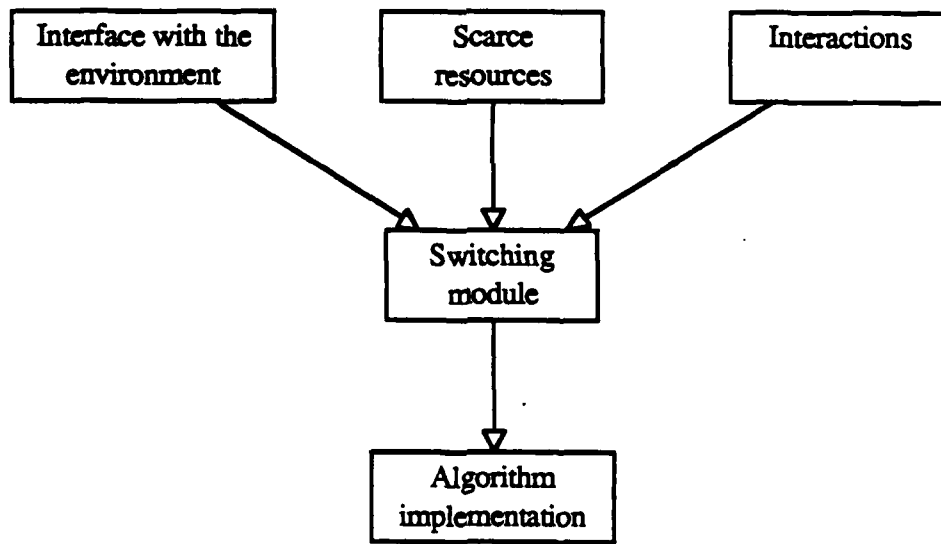 Interface with the
environment
Scarce
resources
Interactions
Switching
module
Algorithm
implementation